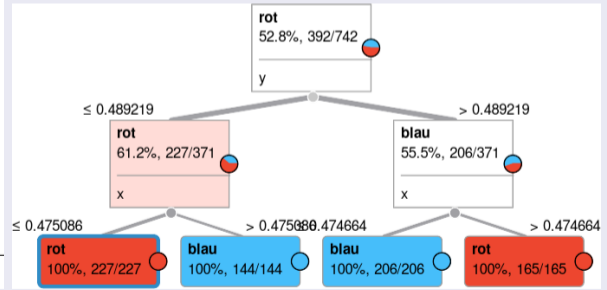 rot
52.8%, 392/742
y
≤ 0.489219
> 0.489219
rot
61.2%, 227/371
x
blau
55.5%, 206/371
x
≤ 0.475086
> 0.475086
≤ 0.474664
> 0.474664
rot
100%, 227/227
blau
100%, 144/144
blau
100%, 206/206
rot
100%, 165/165